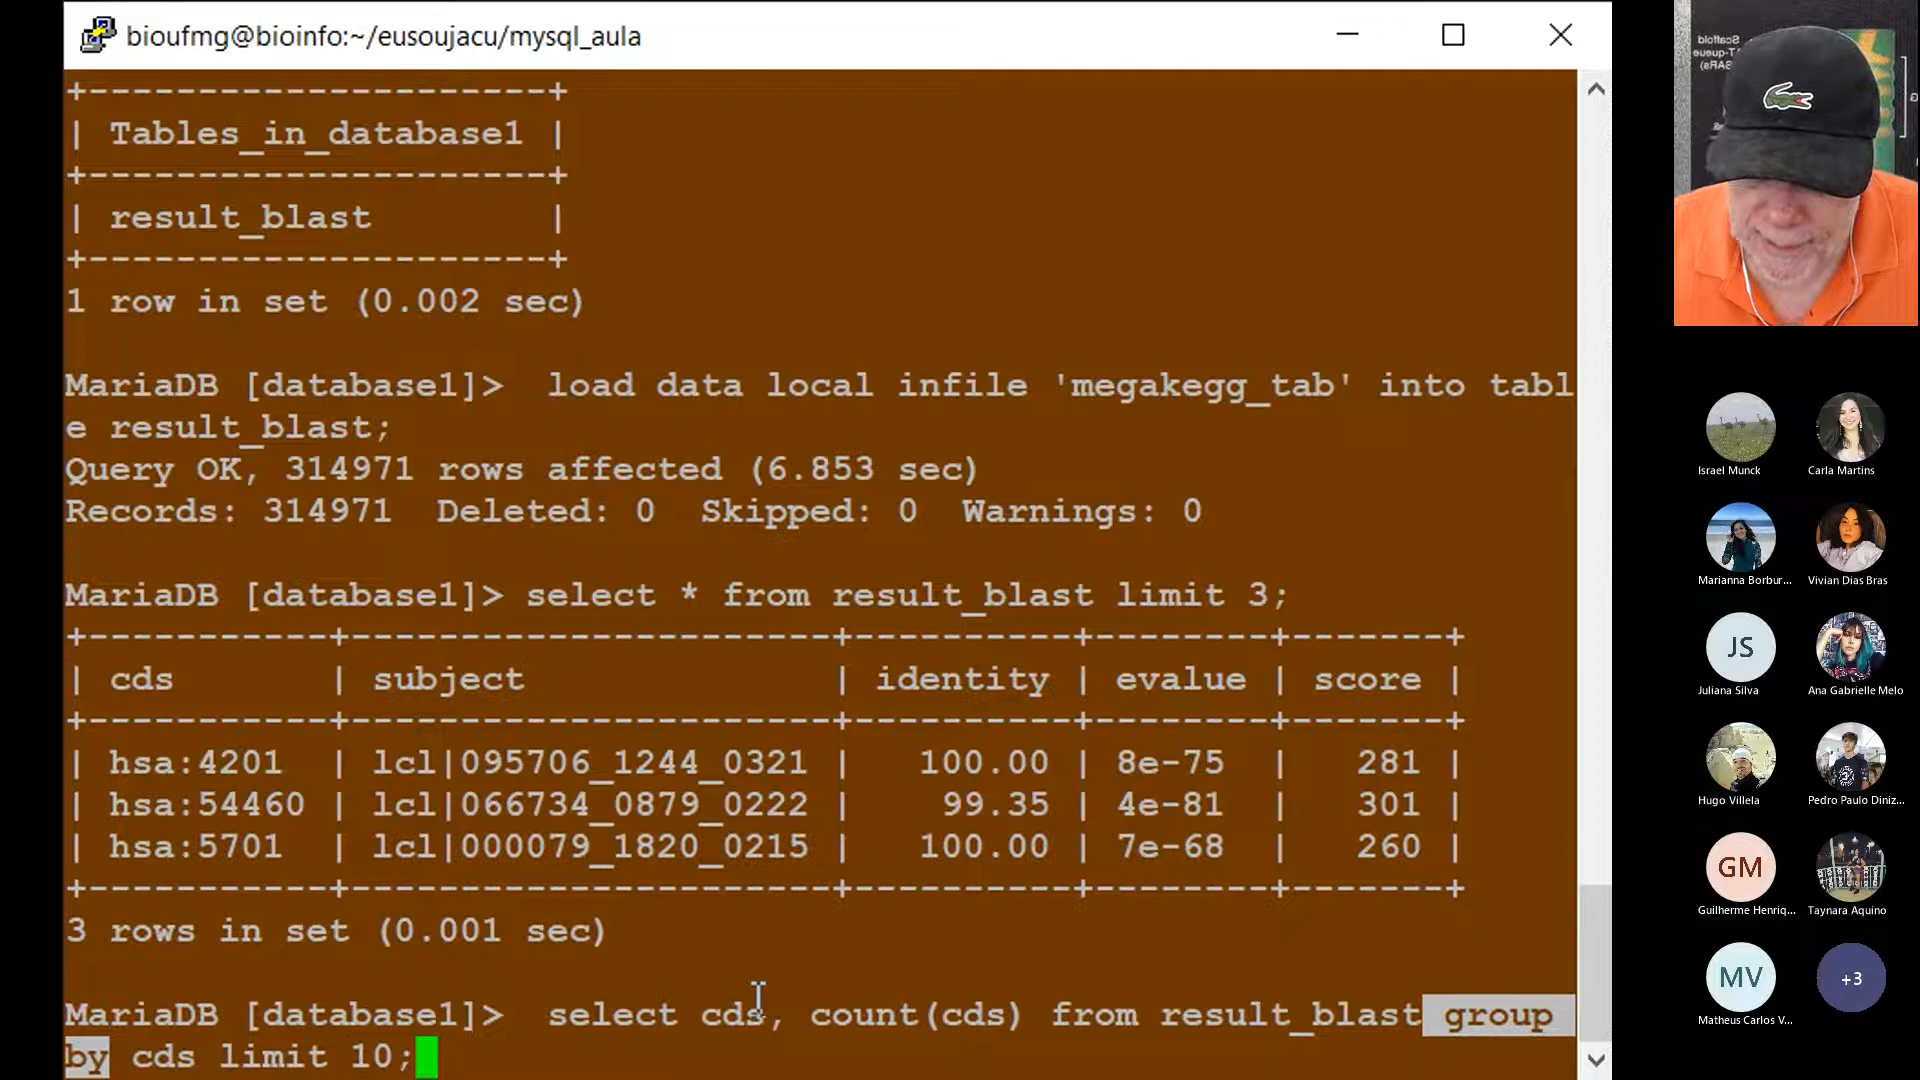 bioufmg@bioinfo:~/eusoujacu/mysql_aula
+---------------------+
| Tables_in_database1 |
+---------------------+
| result_blast        |
+---------------------+
1 row in set (0.002 sec)
MariaDB [database1]>  load data local infile 'megakegg_tab' into tabl
e result_blast;
Query OK, 314971 rows affected (6.853 sec)
Records: 314971  Deleted: 0  Skipped: 0  Warnings: 0
MariaDB [database1]> select * from result_blast limit 3;
+-----------+----------------------+----------+--------+-------+
| cds       | subject              | identity | evalue | score |
+-----------+----------------------+----------+--------+-------+
| hsa:4201  | lcl|095706_1244_0321 |   100.00 | 8e-75  |   281 |
| hsa:54460 | lcl|066734_0879_0222 |    99.35 | 4e-81  |   301 |
| hsa:5701  | lcl|000079_1820_0215 |   100.00 | 7e-68  |   260 |
+-----------+----------------------+----------+--------+-------+
3 rows in set (0.001 sec)
MariaDB [database1]>  select cds, count(cds) from result_blast group
by cds limit 10;
Scaffold
Israel Munck
Carla Martins
Marianna Borbur...
Vivian Dias Bras
JS
Juliana Silva
Ana Gabrielle Melo
Hugo Villela
Pedro Paulo Diniz...
GM
Guilherme Henriq...
Taynara Aquino
MV
Matheus Carlos V...
+3